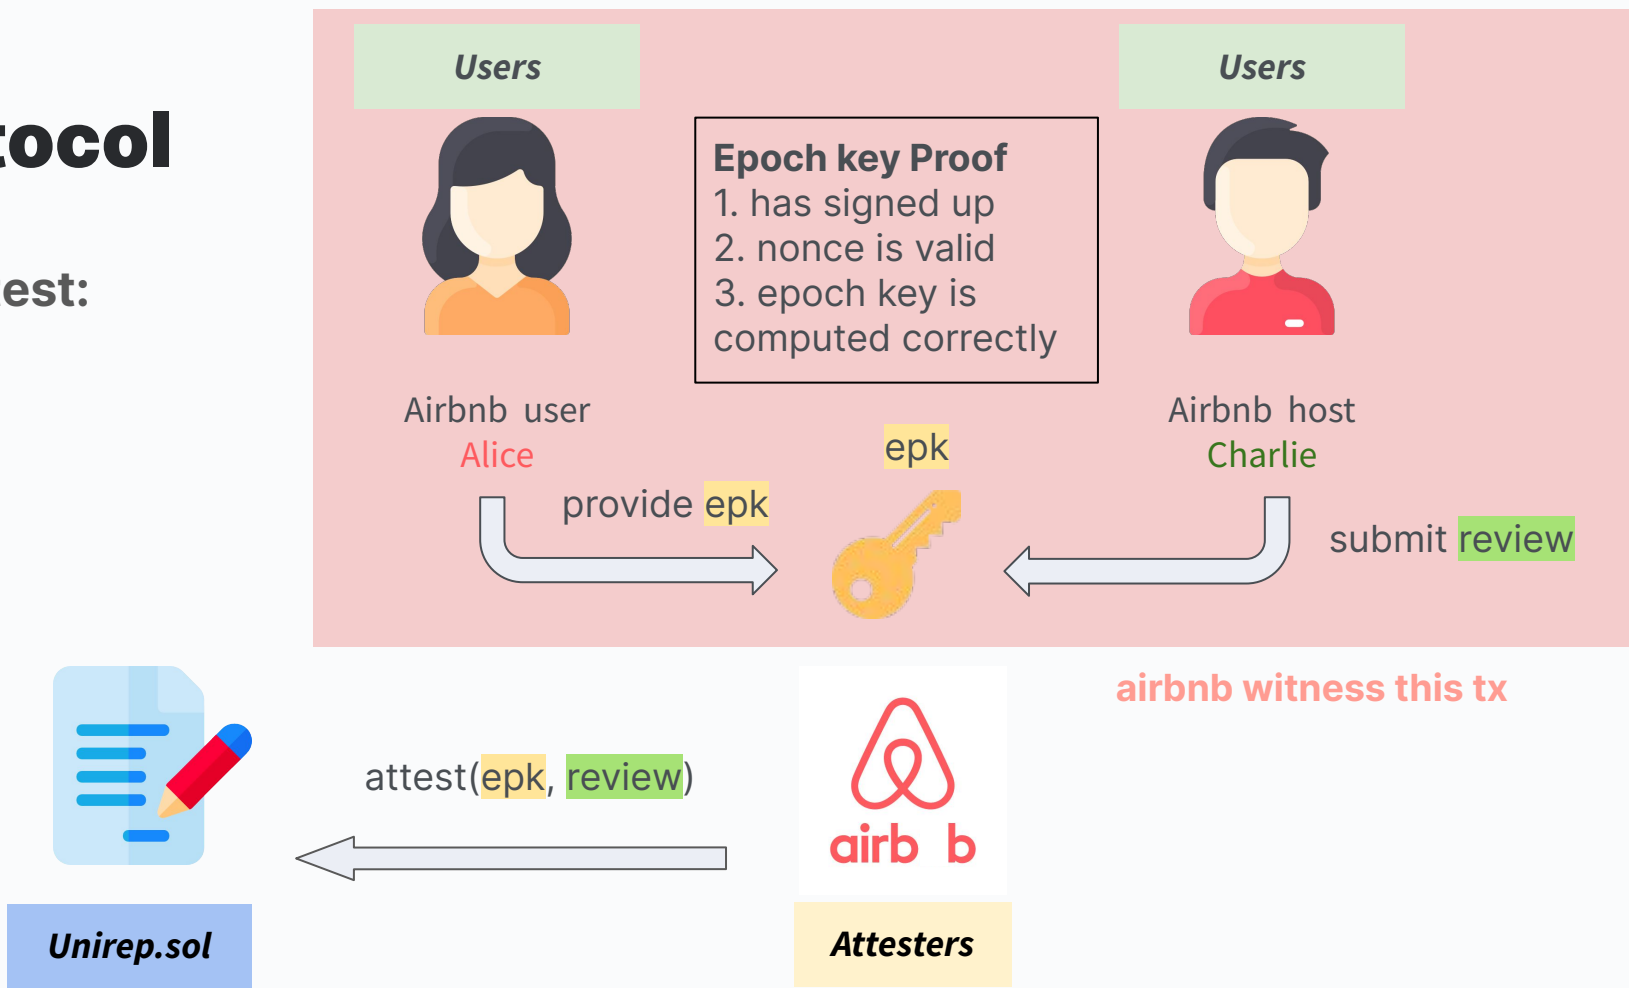 tocol
est:
Users
Users
Epoch key Proof
1. has signed up
2. nonce is valid
3. epoch key is
computed correctly
Airbnb user
Alice
Airbnb host
Charlie
epk
provide epk
submit review
airbnb witness this tx
attest(epk, review)
airb b
Unirep.sol
Attesters